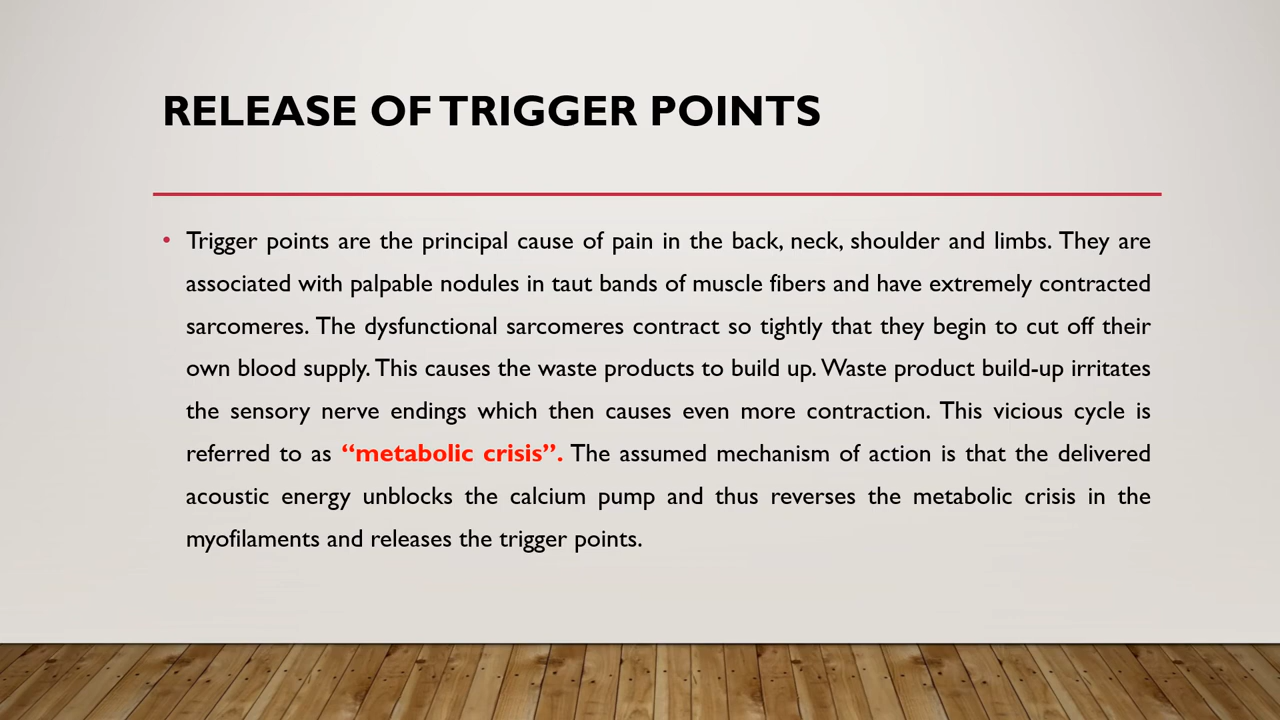 RELEASE OF TRIGGER POINTS
• Trigger points are the principal cause of pain in the back, neck, shoulder and limbs. They are
associated with palpable nodules in taut bands of muscle fibers and have extremely contracted
sarcomeres. The dysfunctional sarcomeres contract so tightly that they begin to cut off their
own blood supply. This causes the waste products to build up. Waste product build-up irritates
the sensory nerve endings which then causes even more contraction. This vicious cycle is
referred to as “metabolic crisis”. The assumed mechanism of action is that the delivered
acoustic energy unblocks the calcium pump and thus reverses the metabolic crisis in the
myofilaments and releases the trigger points.